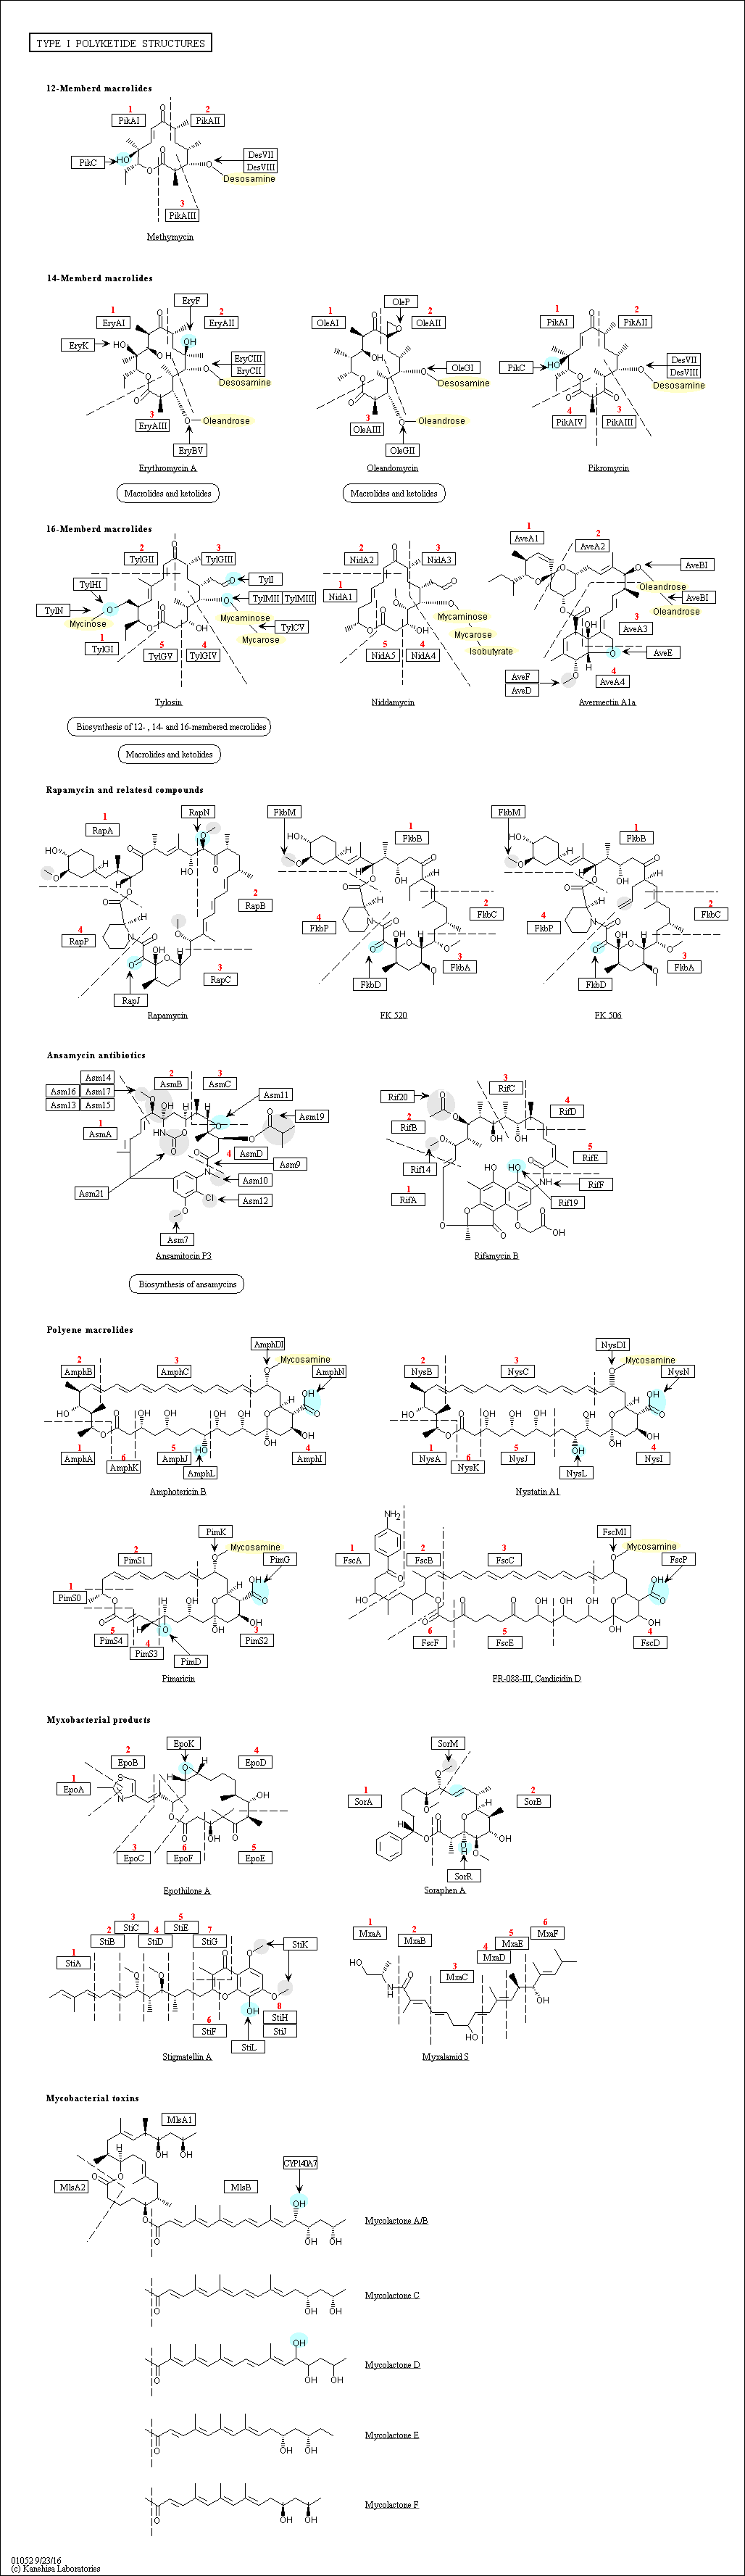 TYPE I POLYKETIDE STRUCTURES
12-Memberd macrolides
1
PikAI
2
PikAII
O
PikC
HO
O
O
O
DesVII
DesVIII
Desosamine
3
PikAIII
Methymycin
14-Memberd macrolides
EryF
1
EryAI
2
EryAII
O
OH
EryK
HO
HO
OH
O
EryCIII
EryCII
Desosamine
O
O
3
EryAIII
O
Oleandrose
EryBV
Erythromycin A
Macrolides and ketolides
OleP
1
OleAI
2
OleAII
O
O
OH
O
OleGI
Desosamine
O
O
3
OleAIII
O
Oleandrose
OleGII
Oleandomycin
Macrolides and ketolides
1
PikAI
2
PikAII
O
PikC
HO
O
DesVII
DesVIII
Desosamine
O
O
O
4
PikAIV
3
PikAIII
Pikromycin
16-Memberd macrolides
2
TylGII
3
TylGIII
O
TylHI
O
TylI
TylN
O
O
TylMII
TylMIII
Mycinose
Mycaminose
TylCV
Mycarose
O
O
OH
1
TylGI
5
TylGV
4
TylGIV
Tylosin
Biosynthesis of 12- , 14- and 16-membered mecrolides
Macrolides and ketolides
2
NidA2
3
NidA3
O
O
1
NidA1
O
O
Mycaminose
Mycarose
Isobutyrate
O
O
OH
5
NidA5
4
NidA4
Niddamycin
1
AveA1
2
AveA2
O
O
O
AveBI
Oleandrose
AveBI
Oleandrose
O
O
3
AveA3
OH
H
O
AveE
AveF
AveD
O
4
AveA4
Avermectin A1a
Rapamycin and relatesd compounds
1
RapA
RapN
HO
O
H
O
O
O
OH
O
2
RapB
O
O
H
4
RapP
N
O
O
O
OH
O
H
3
RapC
RapJ
Rapamycin
FkbM
1
FkbB
HO
O
H
H
OH
O
O
O
H
2
FkbC
4
FkbP
N
O
O
OH
O
H
O
O
3
FkbA
FkbD
FK 520
FkbM
1
FkbB
HO
O
H
H
OH
O
O
O
H
2
FkbC
4
FkbP
N
O
O
OH
O
H
O
O
3
FkbA
FkbD
FK 506
Ansamycin antibiotics
Asm14
Asm16
Asm17
Asm13
Asm15
2
AsmB
3
AsmC
Asm11
Asm19
1
AsmA
O
OH
H
O
O
O
HN
O
O
4
AsmD
Asm9
O
N
Asm21
Asm10
Cl
Asm12
O
Asm7
Ansamitocin P3
Biosynthesis of ansamycins
3
RifC
Rif20
4
RifD
2
RifB
O
O
O
OH
OH
5
RifE
Rif14
O
1
RifA
OH
HO
O
NH
RifF
Rif19
O
O
O
O
O
OH
Rifamycin B
Polyene macrolides
AmphDI
2
AmphB
3
AmphC
Mycosamine
AmphN
O
HO
O
O
OH
OH
OH
OH
O
H
OH
O
OH
OH
HO
1
AmphA
6
AmphK
5
AmphJ
AmphL
4
AmphI
Amphotericin B
NysDI
2
NysB
3
NysC
Mycosamine
NysN
O
HO
O
O
OH
OH
OH
OH
O
H
OH
O
OH
OH
OH
1
NysA
6
NysK
5
NysJ
NysL
4
NysI
Nystatin A1
PimK
2
PimS1
Mycosamine
PimG
1
PimS0
O
O
O
H
H
O
OH
O
H
OH
O
OH
OH
5
PimS4
4
PimS3
3
PimS2
PimD
Pimaricin
NH2
FscMI
1
FscA
2
FscB
3
FscC
Mycosamine
FscP
O
O
OH
O
O
O
O
OH
OH
OH
O
OH
O
OH
OH
6
FscF
5
FscE
4
FscD
FR-088-III, Candicidin D
Myxobacterial products
EpoK
2
EpoB
4
EpoD
1
EpoA
S
N
H
O
H
O
O
OH
OH
O
3
EpoC
6
EpoF
5
EpoE
Epothilone A
SorM
1
SorA
2
SorB
O
O
H
O
O
H
O
OH
O
H
O
SorR
Soraphen A
1
StiA
2
StiB
3
StiC
4
StiD
5
StiE
7
StiG
StiK
O
O
O
O
O
O
OH
6
StiF
8
StiH
StiJ
StiL
Stigmatellin A
1
MxaA
2
MxaB
3
MxaC
4
MxaD
5
MxaE
6
MxaF
HO
N
H
O
HO
OH
Myxalamid S
Mycobacterial toxins
MlsA1
H
OH
OH
O
O
MlsA2
MlsB
CYP140A7
OH
O
O
OH
OH
Mycolactone A/B
O
OH
OH
Mycolactone C
OH
O
OH
OH
Mycolactone D
O
OH
OH
Mycolactone E
O
OH
OH
Mycolactone F
01052 9/23/16
(c) Kanehisa Laboratories